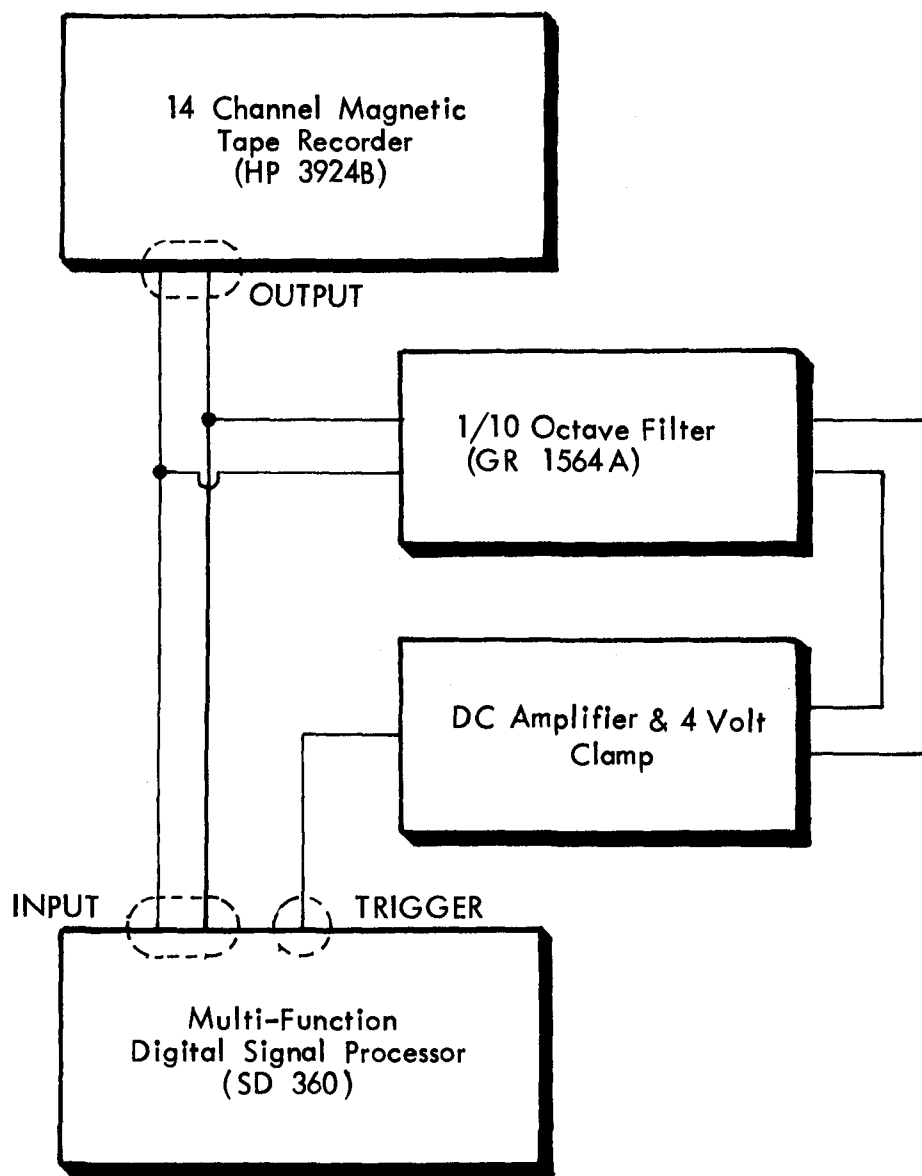 14 Channel Magnetic
Tape Recorder
(HP 3924B)
OUTPUT
1/10 Octave Filter
(GR 1564A)
DC Amplifier & 4 Volt
Clamp
INPUT
TRIGGER
Multi-Function
Digital Signal Processor
(SD 360)